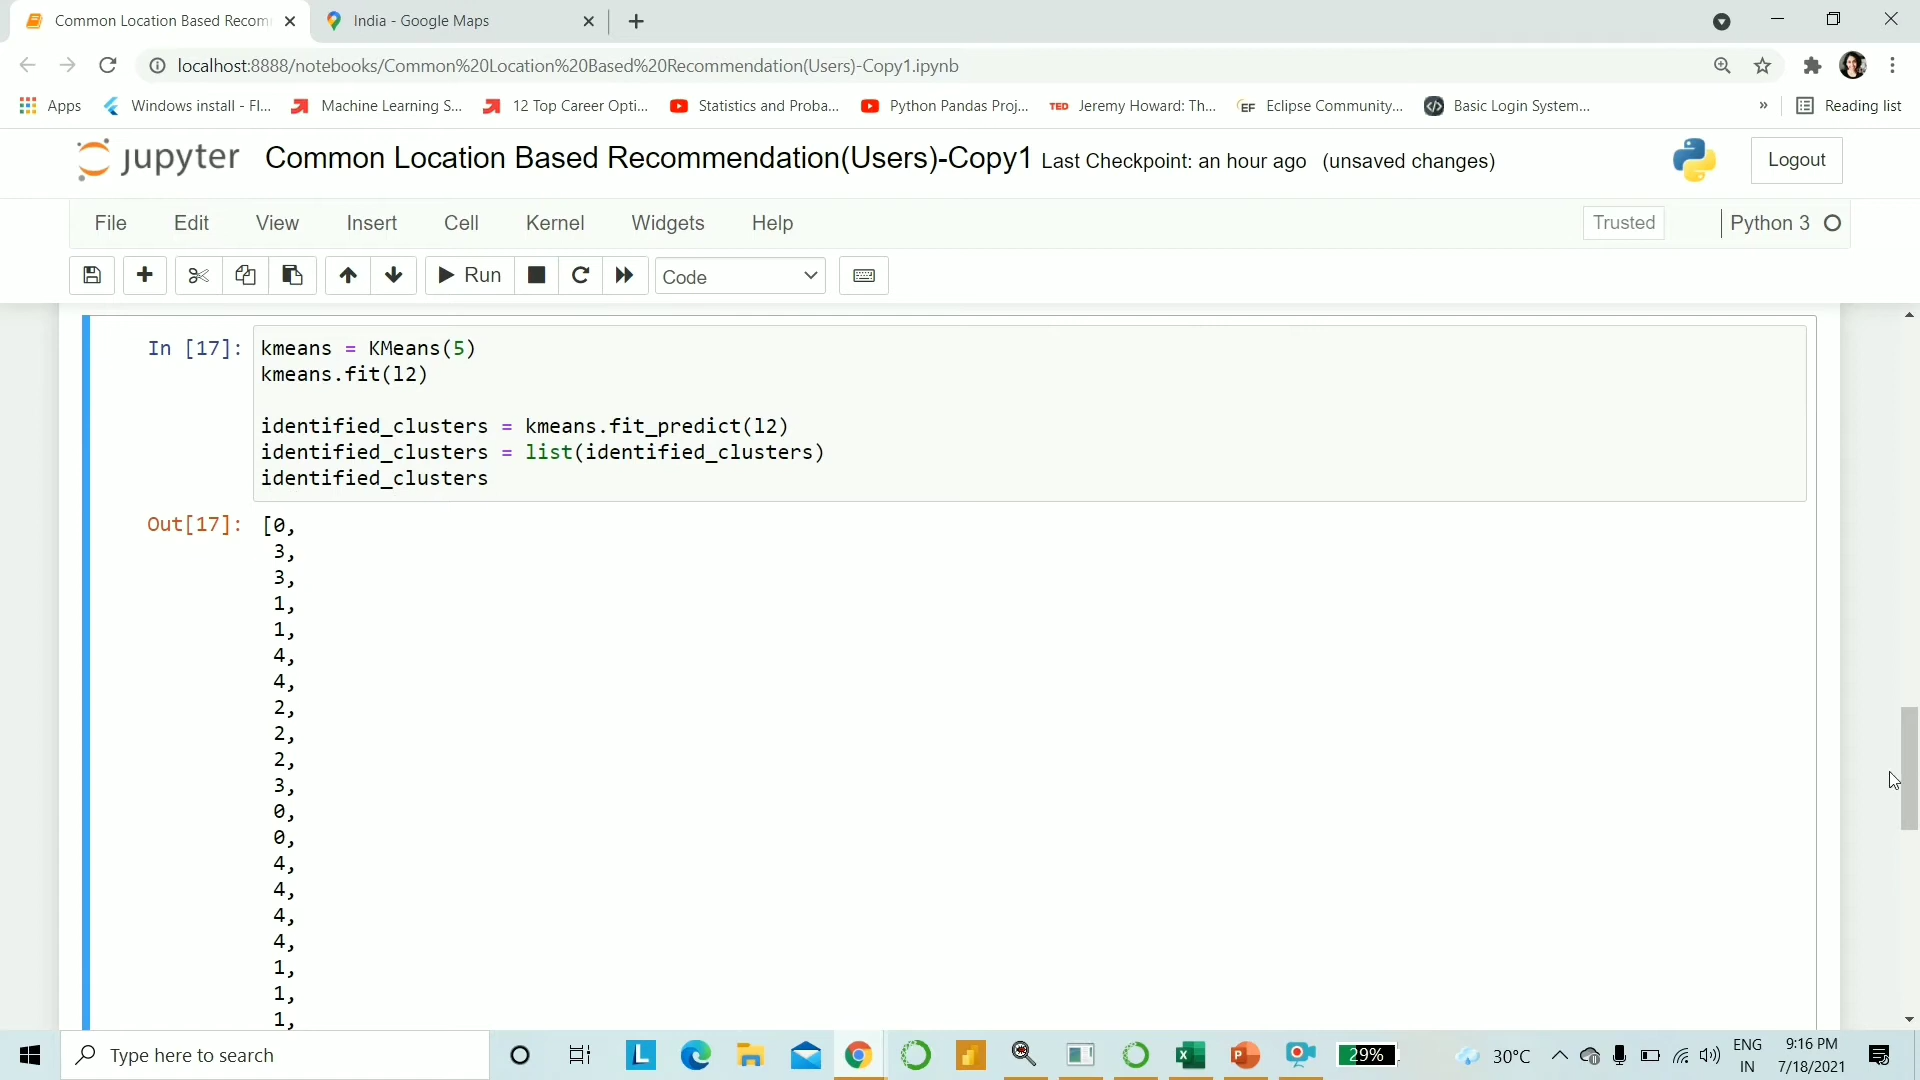 Common Location Based Recom
India - Google Maps
localhost:8888/notebooks/Common%20Location%20Based%20Recommendation(Users)-Copy1.ipynb
Apps
Windows install - Fl...
Machine Learning S...
12 Top Career Opti...
Statistics and Proba...
Python Pandas Proj...
TED Jeremy Howard: Th...
EF Eclipse Community...
Basic Login System...
»
Reading list
jupyter Common Location Based Recommendation(Users)-Copy1 Last Checkpoint: an hour ago (unsaved changes)
Logout
File Edit View Insert Cell Kernel Widgets Help
Trusted
Python 3
Run
Code
In [17]: kmeans = KMeans(5)
kmeans.fit(l2)
identified_clusters = kmeans.fit_predict(l2)
identified_clusters = list(identified_clusters)
identified_clusters
Out[17]: [0,
3,
3,
1,
1,
4,
4,
2,
2,
2,
3,
0,
0,
4,
4,
4,
4,
1,
1,
1,
Type here to search
L
29%
30°C
ENG
IN
9:16 PM
7/18/2021